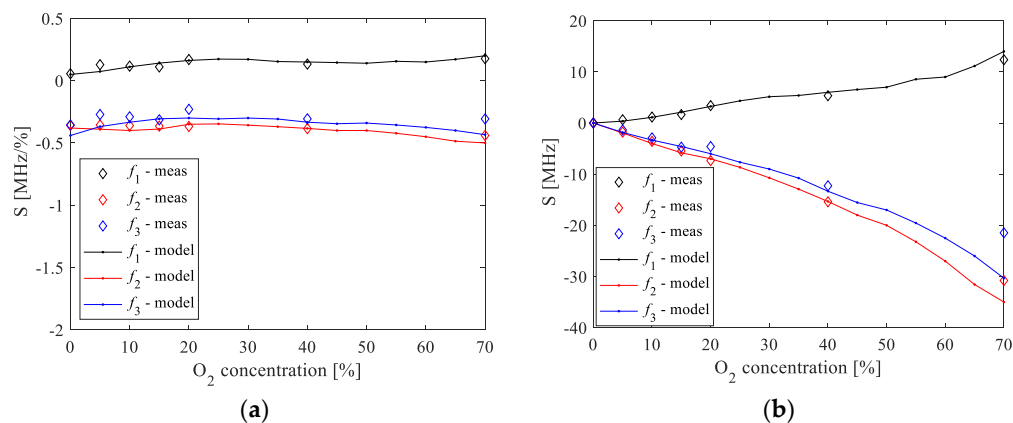 0.5
0
-0.5
-1
-1.5
-2
S [MHz/%]
f1 - meas
f2 - meas
f3 - meas
f1 - model
f2 - model
f3 - model
0 10 20 30 40 50 60 70
O2 concentration [%]
(a)
20
10
0
-10
-20
-30
-40
S [MHz]
f1 - meas
f2 - meas
f3 - meas
f1 - model
f2 - model
f3 - model
0 10 20 30 40 50 60 70
O2 concentration [%]
(b)